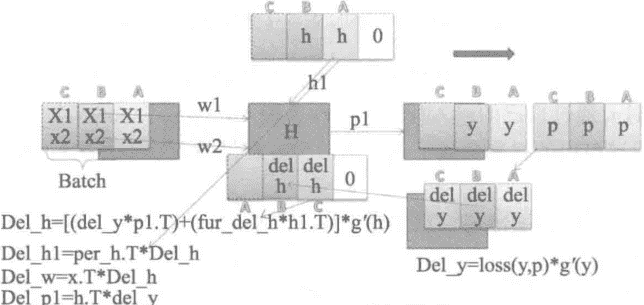 C B A
h h 0
h1
C B A
X1 X1 X1
x2 x2 x2
Batch
w1
w2
H
p1
C B A
y y
C B A
p p p
del del
h h 0
A B C
C B A
del del del
y y y
Del_h=[(del_y*p1.T)+(fur_del_h*h1.T)]*g'(h)
Del_h1=per_h.T*Del_h
Del_w=x.T*Del_h
Del_p1=h.T*del_y
Del_y=loss(y,p)*g'(y)